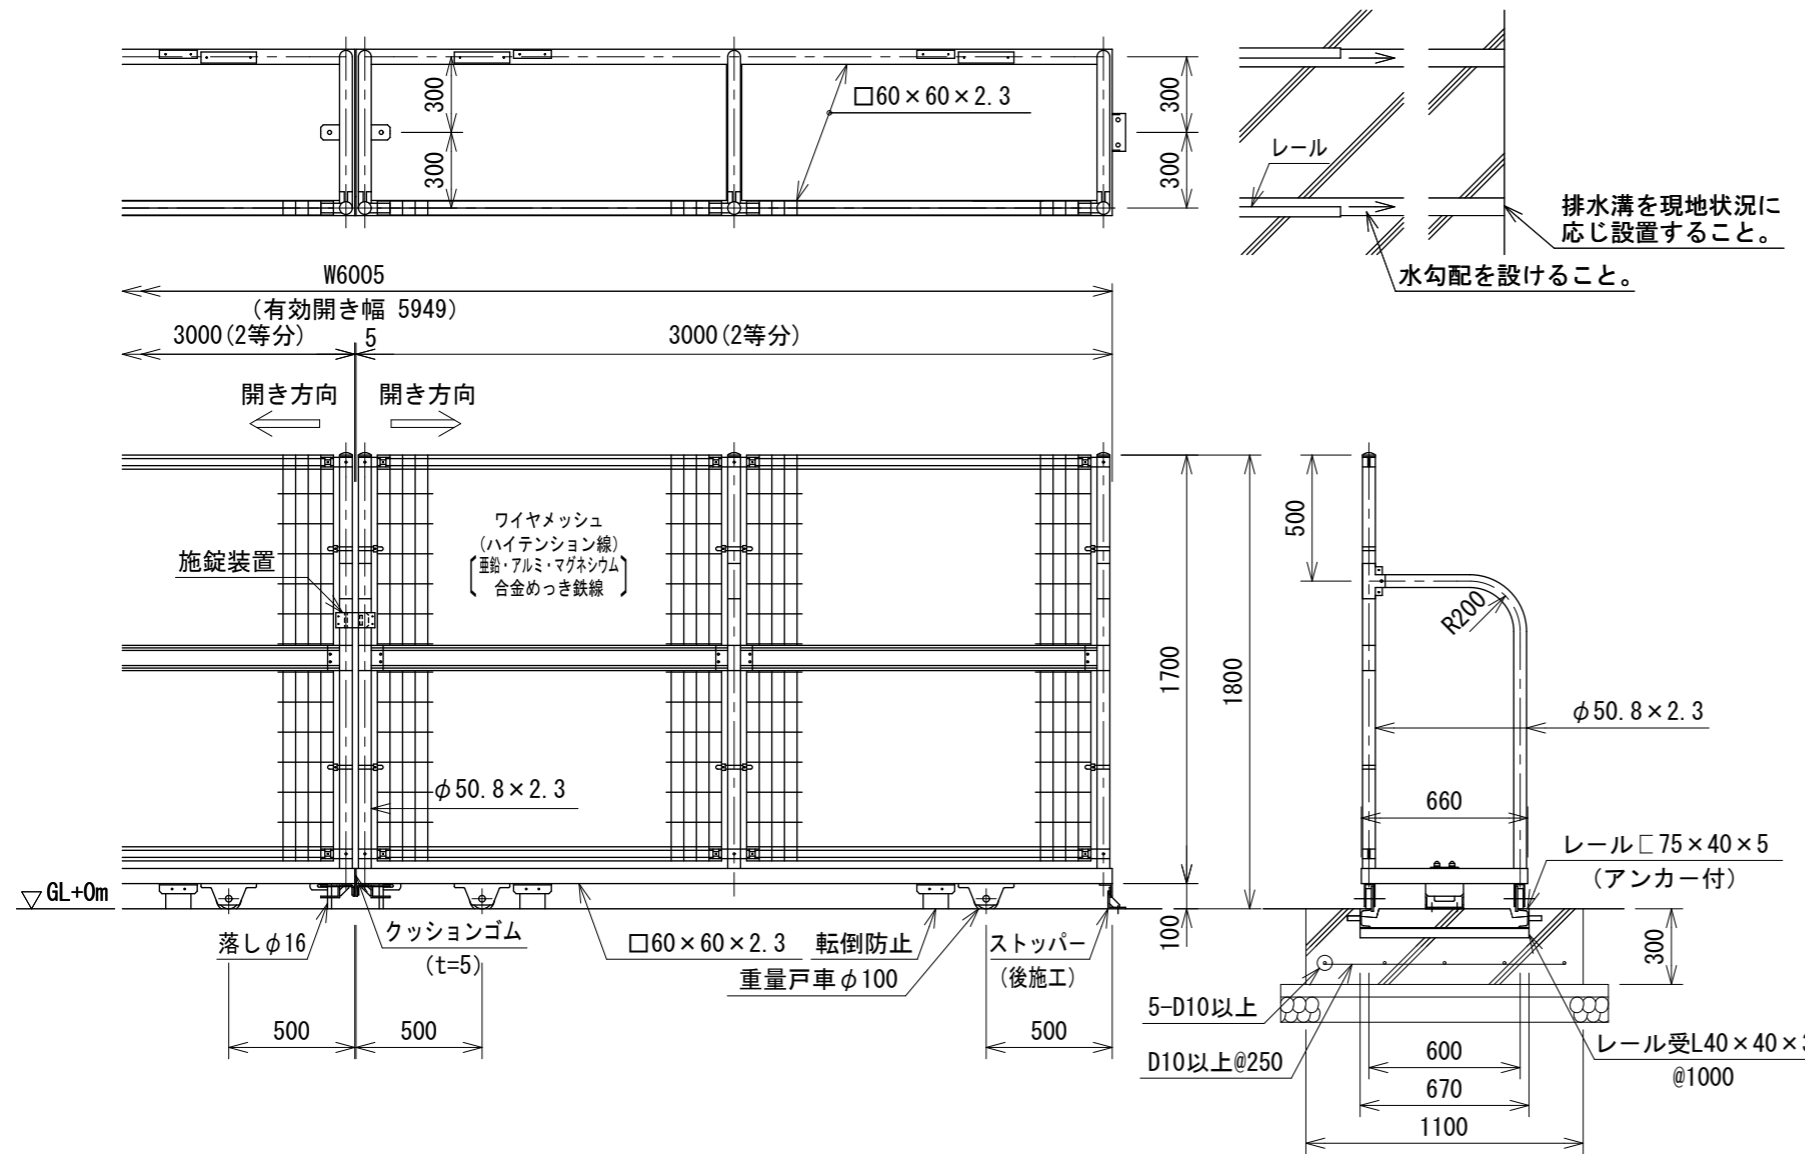 300
300
□60×60×2.3
300
300
レール
排水溝を現地状況に
応じ設置すること。
水勾配を設けること。
W6005
(有効開き幅 5949)
3000(2等分)
5
3000(2等分)
開き方向
開き方向
ワイヤメッシュ
(ハイテンション線)
亜鉛・アルミ・マグネシウム
合金めっき鉄線
施錠装置
500
R200
1700
1800
φ50.8×2.3
φ50.8×2.3
660
レール⊏75×40×5
(アンカー付)
▽GL+0m
落しφ16
クッションゴム
(t=5)
□60×60×2.3
転倒防止
重量戸車φ100
ストッパー
(後施工)
100
300
5-D10以上
D10以上@250
レール受L40×40×
@1000
500
500
500
600
670
1100